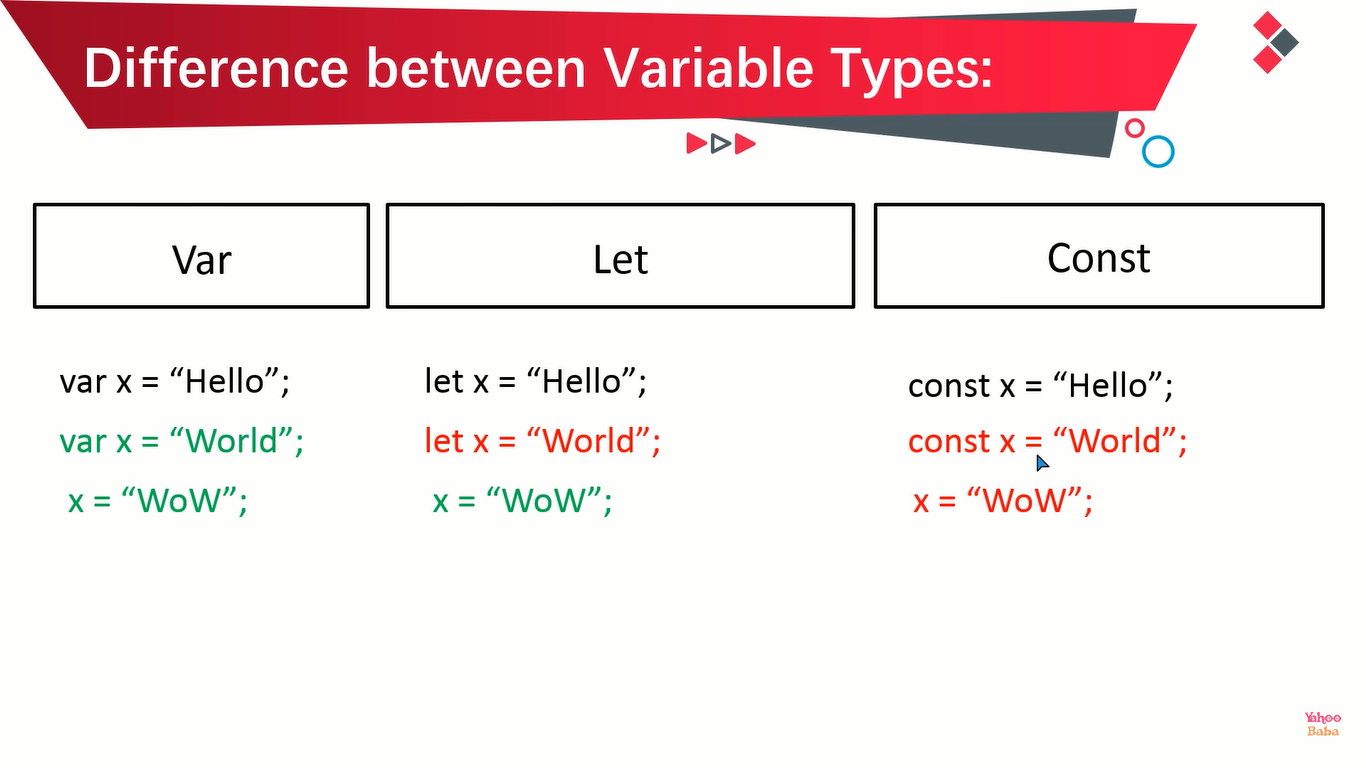 Difference between Variable Types:
Var
Let
Const
var x = “Hello”;
var x = “World”;
x = “WoW”;
let x = “Hello”;
let x = “World”;
x = “WoW”;
const x = “Hello”;
const x = “World”;
x = “WoW”;
Yahoo
Baba